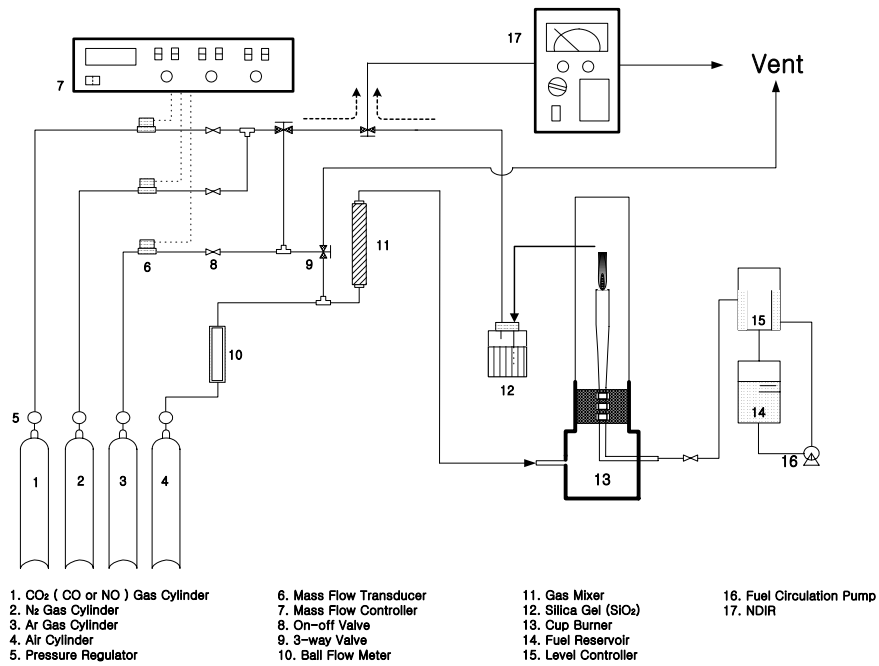 17
7
Vent
6
8
9
11
10
12
15
14
16
5
1
2
3
4
13
1. CO₂ ( CO or NO ) Gas Cylinder
2. N₂ Gas Cylinder
3. Ar Gas Cylinder
4. Air Cylinder
5. Pressure Regulator
6. Mass Flow Transducer
7. Mass Flow Controller
8. On-off Valve
9. 3-way Valve
10. Ball Flow Meter
11. Gas Mixer
12. Silica Gel (SiO₂)
13. Cup Burner
14. Fuel Reservoir
15. Level Controller
16. Fuel Circulation Pump
17. NDIR